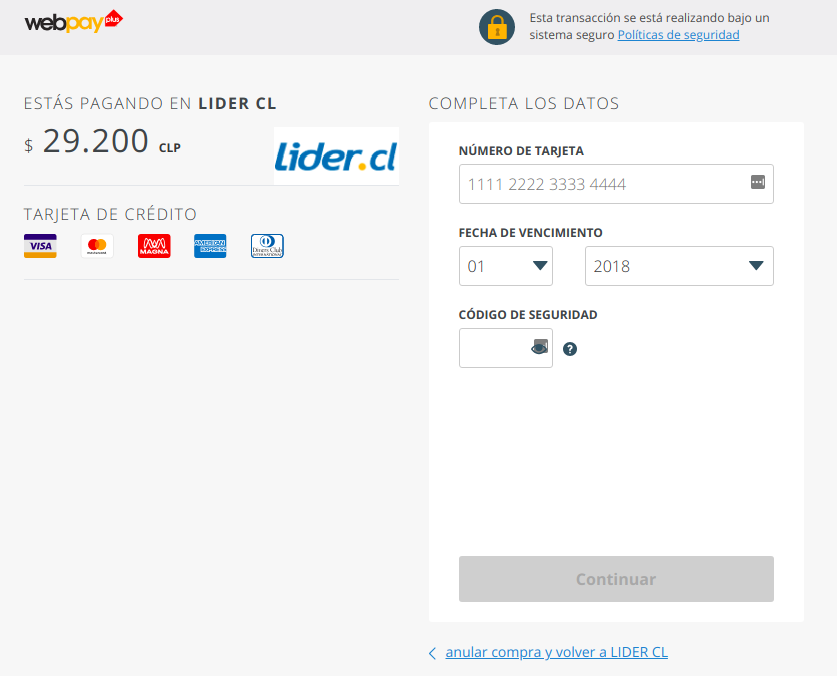 webpay plus
Esta transacción se está realizando bajo un
sistema seguro Políticas de seguridad
ESTÁS PAGANDO EN LIDER CL
$ 29.200 CLP
lider.cl
TARJETA DE CRÉDITO
VISA
MAGNA
AMERICAN
EXPRESS
Diners Club
INTERNATIONAL
COMPLETA LOS DATOS
NÚMERO DE TARJETA
1111 2222 3333 4444
FECHA DE VENCIMIENTO
01 2018
CÓDIGO DE SEGURIDAD
?
Continuar
anular compra y volver a LIDER CL